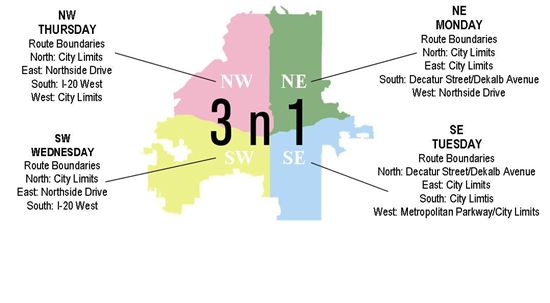 NW
THURSDAY
Route Boundaries
North: City Limits
East: Northside Drive
South: I-20 West
West: City Limits
NE
MONDAY
Route Boundaries
North: City Limits
East: City Limits
South: Decatur Street/Dekalb Avenue
West: Northside Drive
NW
NE
3 n 1
SW
SE
SW
WEDNESDAY
Route Boundaries
North: City Limits
East: Northside Drive
South: I-20 West
SE
TUESDAY
Route Boundaries
North: Decatur Street/Dekalb Avenue
East: City Limits
South: City Limtis
West: Metropolitan Parkway/City Limits